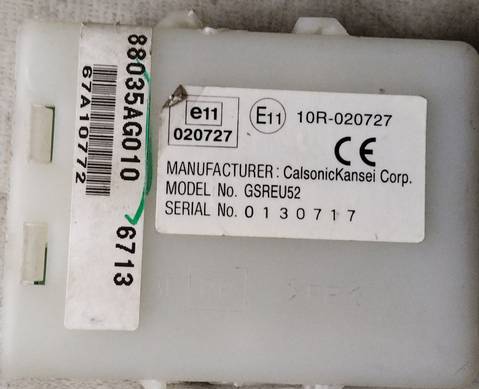 88035AG010 6713
67A10772
e11
020727
E11 10R-020727
CE
MANUFACTURER: CalsonicKansei Corp.
MODEL No. GSREU52
SERIAL No. 0130717